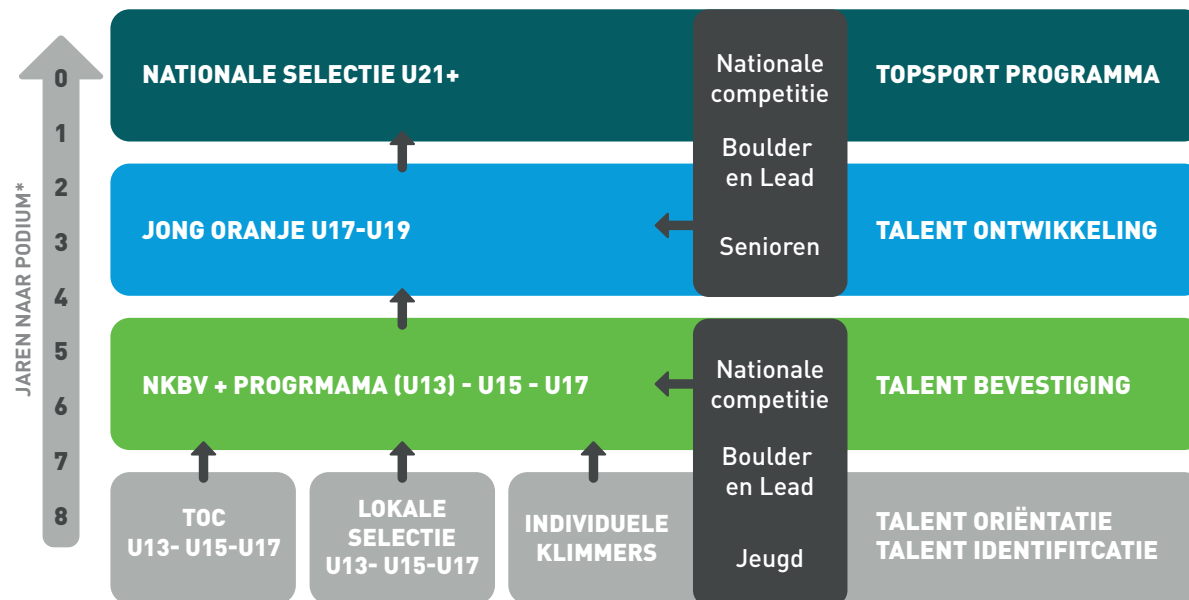 JAREN NAAR PODIUM*
0
1
2
3
4
5
6
7
8
NATIONALE SELECTIE U21+
Nationale
competitie
Boulder
en Lead
Senioren
TOPSPORT PROGRAMMA
JONG ORANJE U17-U19
TALENT ONTWIKKELING
NKBV + PROGRMAMA (U13) - U15 - U17
Nationale
competitie
Boulder
en Lead
Jeugd
TALENT BEVESTIGING
TOC
U13- U15-U17
LOKALE
SELECTIE
U13- U15-U17
INDIVIDUELE
KLIMMERS
TALENT ORIËNTATIE
TALENT IDENTIFITCATIE